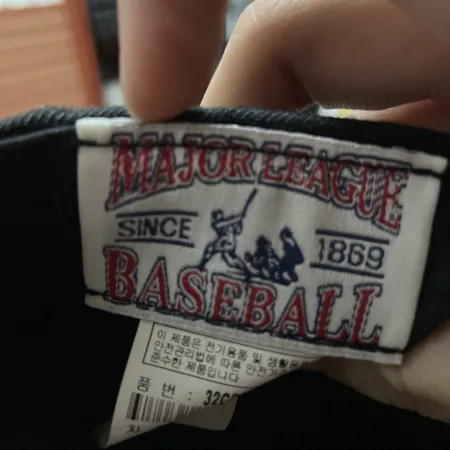 MAJOR LEAGUE
SINCE 1869
BASEBALL
이 제품은 전기용품 및 생활용
안전관리법에 따른 안전기
준수한 제품입니다
품 번 : 32C